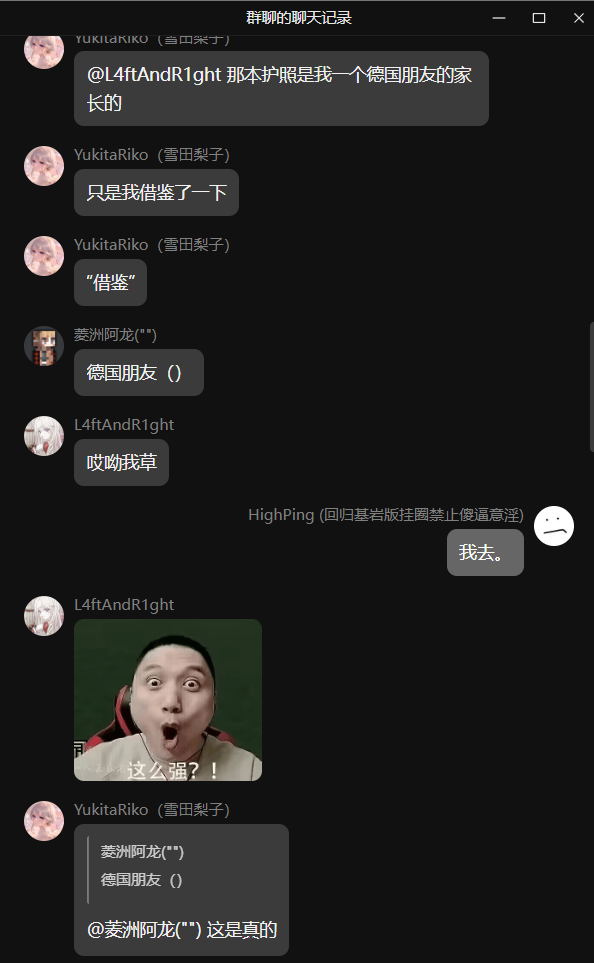 群聊的聊天记录
YukitaRiko（雪田梨子）
@L4ftAndR1ght 那本护照是我一个德国朋友的家
长的
YukitaRiko（雪田梨子）
只是我借鉴了一下
YukitaRiko（雪田梨子）
“借鉴”
菱洲阿龙("")
德国朋友（）
L4ftAndR1ght
哎呦我草
HighPing (回归基岩版挂圈禁止傻逼意淫)
我去。
L4ftAndR1ght
这么强？！
YukitaRiko（雪田梨子）
菱洲阿龙("")
德国朋友（）
@菱洲阿龙("") 这是真的